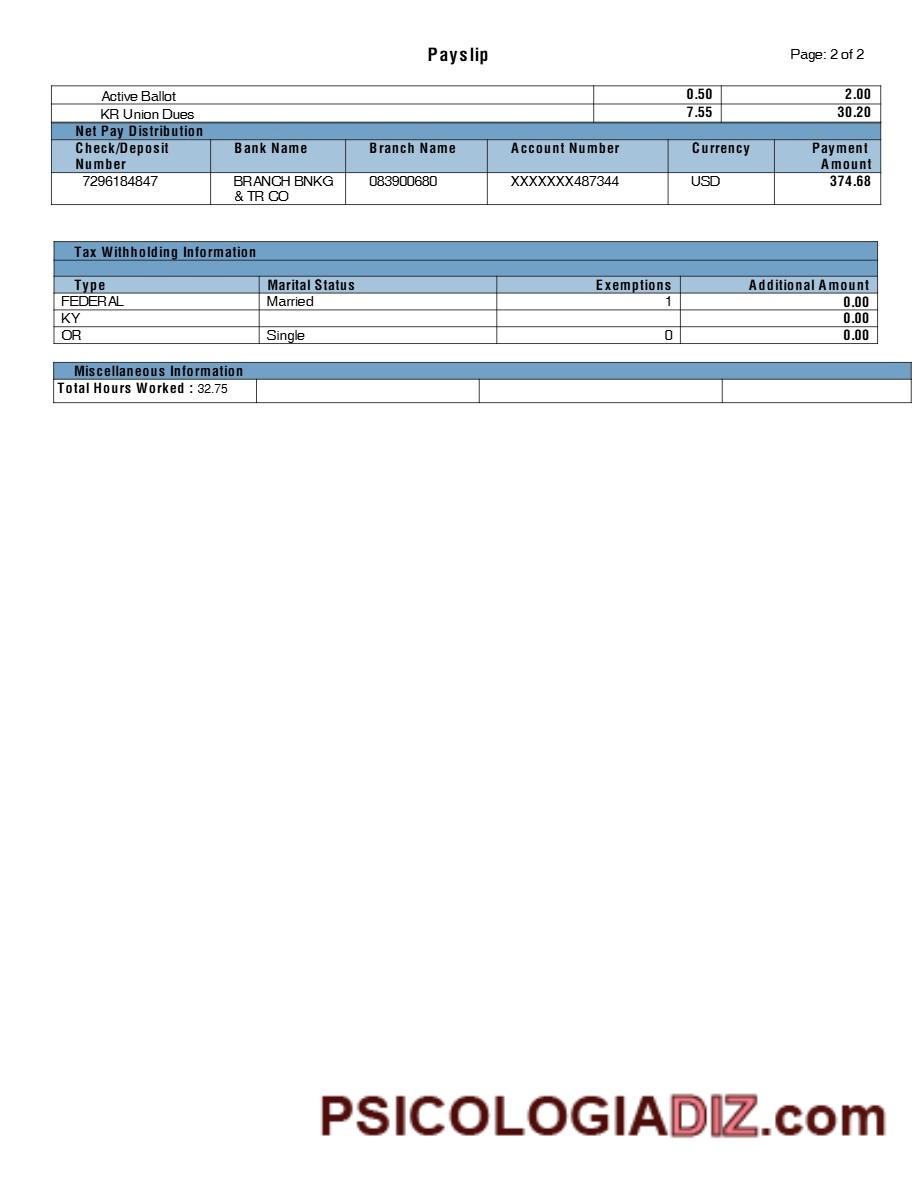 Payslip
Page: 2 of 2
Active Ballot 0.50 2.00
KR Union Dues 7.55 30.20
Net Pay Distribution
Check/Deposit Number Bank Name Branch Name Account Number Currency Payment Amount
7296184847 BRANCH BNKG & TR CO 083900680 XXXXXXX487344 USD 374.68
Tax Withholding Information
Type Marital Status Exemptions Additional Amount
FEDERAL Married 1 0.00
KY 0.00
OR Single 0 0.00
Miscellaneous Information
Total Hours Worked : 32.75
PSICOLOGIADIZ.com